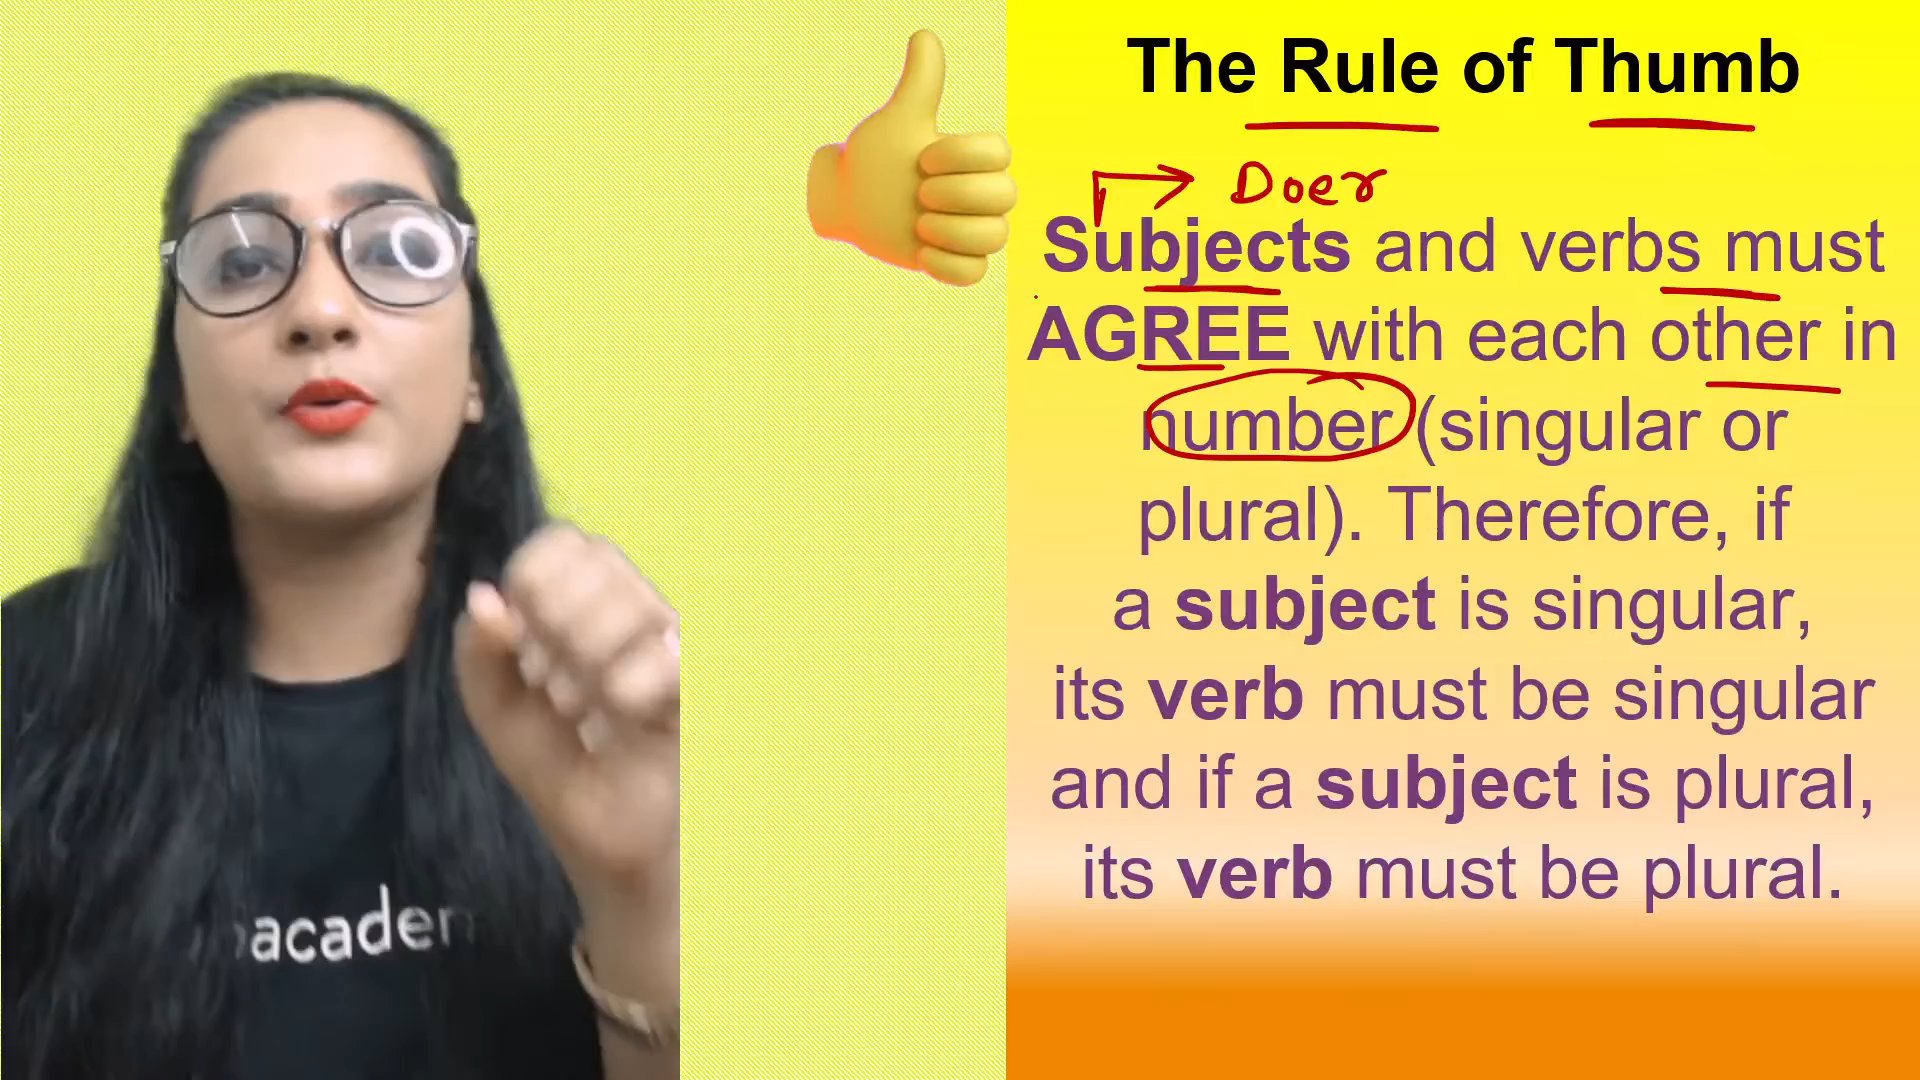 The Rule of Thumb
Doer
Subjects and verbs must
AGREE with each other in
number (singular or
plural). Therefore, if
a subject is singular,
its verb must be singular
and if a subject is plural,
its verb must be plural.